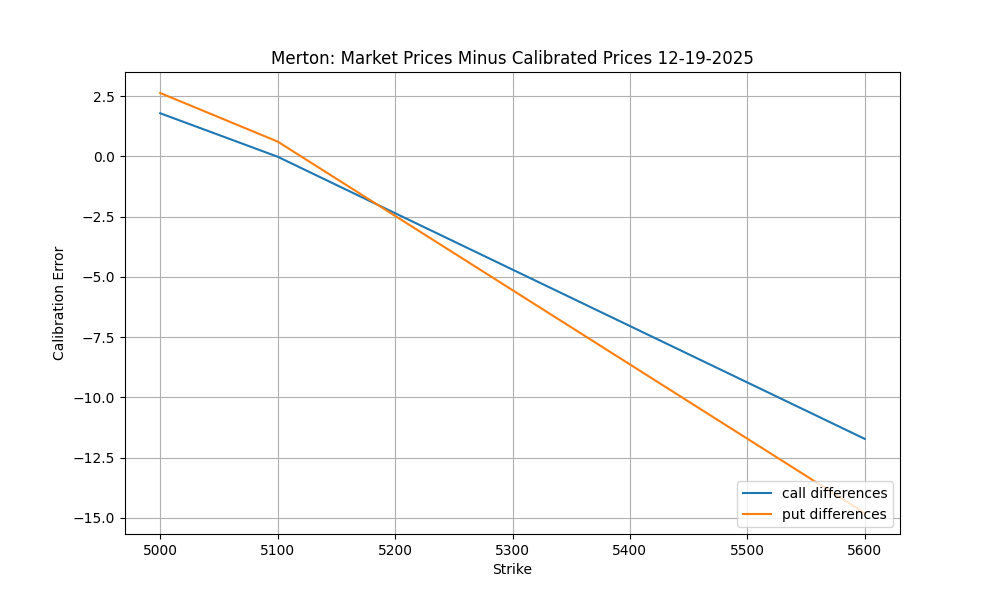 Merton: Market Prices Minus Calibrated Prices 12-19-2025
2.5
0.0
−2.5
−5.0
−7.5
−10.0
−12.5
−15.0
Calibration Error
call differences
put differences
5000 5100 5200 5300 5400 5500 5600
Strike